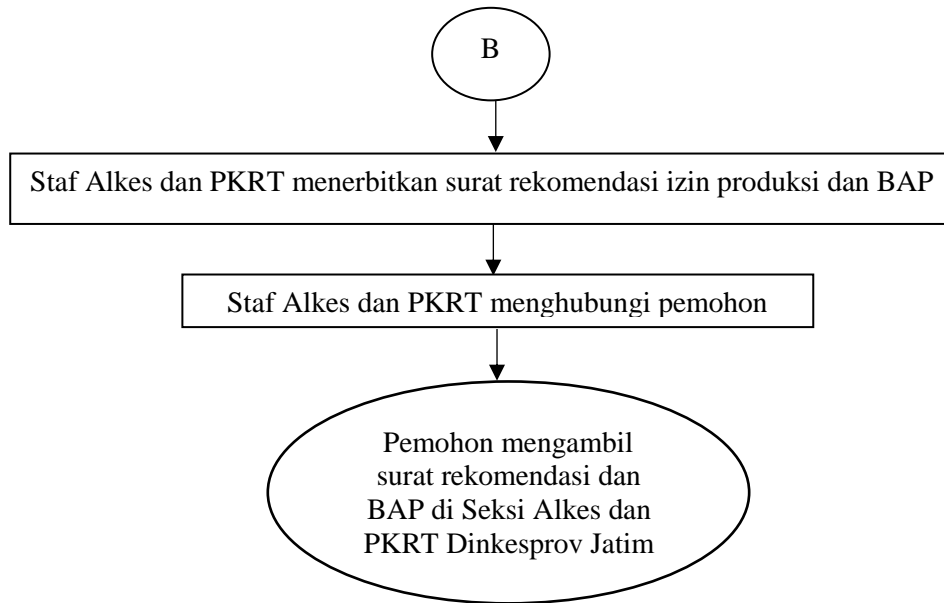 B
Staf Alkes dan PKRT menerbitkan surat rekomendasi izin produksi dan BAP
Staf Alkes dan PKRT menghubungi pemohon
Pemohon mengambil
surat rekomendasi dan
BAP di Seksi Alkes dan
PKRT Dinkesprov Jatim